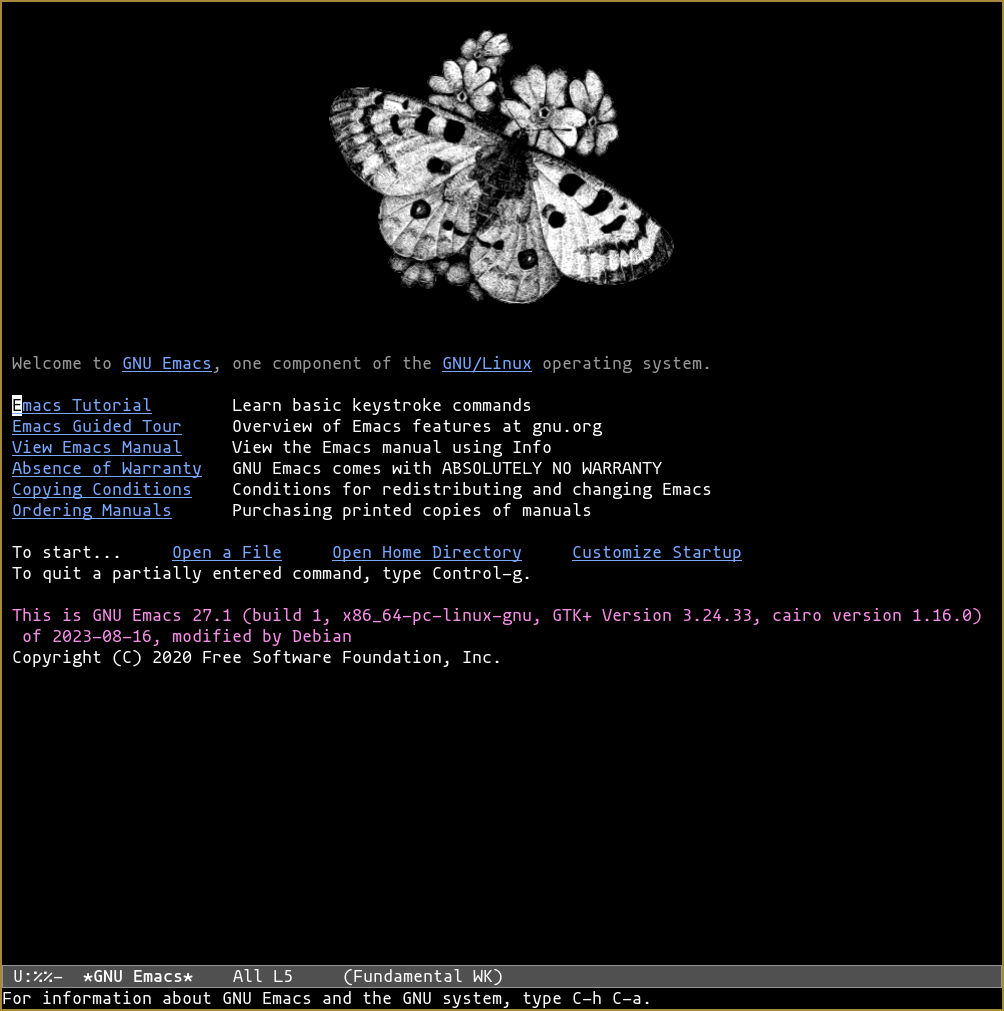 Welcome to GNU Emacs, one component of the GNU/Linux operating system.
Emacs Tutorial Learn basic keystroke commands
Emacs Guided Tour Overview of Emacs features at gnu.org
View Emacs Manual View the Emacs manual using Info
Absence of Warranty GNU Emacs comes with ABSOLUTELY NO WARRANTY
Copying Conditions Conditions for redistributing and changing Emacs
Ordering Manuals Purchasing printed copies of manuals
To start... Open a File Open Home Directory Customize Startup
To quit a partially entered command, type Control-g.
This is GNU Emacs 27.1 (build 1, x86_64-pc-linux-gnu, GTK+ Version 3.24.33, cairo version 1.16.0)
of 2023-08-16, modified by Debian
Copyright (C) 2020 Free Software Foundation, Inc.
U:%%- *GNU Emacs* All L5 (Fundamental WK)
For information about GNU Emacs and the GNU system, type C-h C-a.